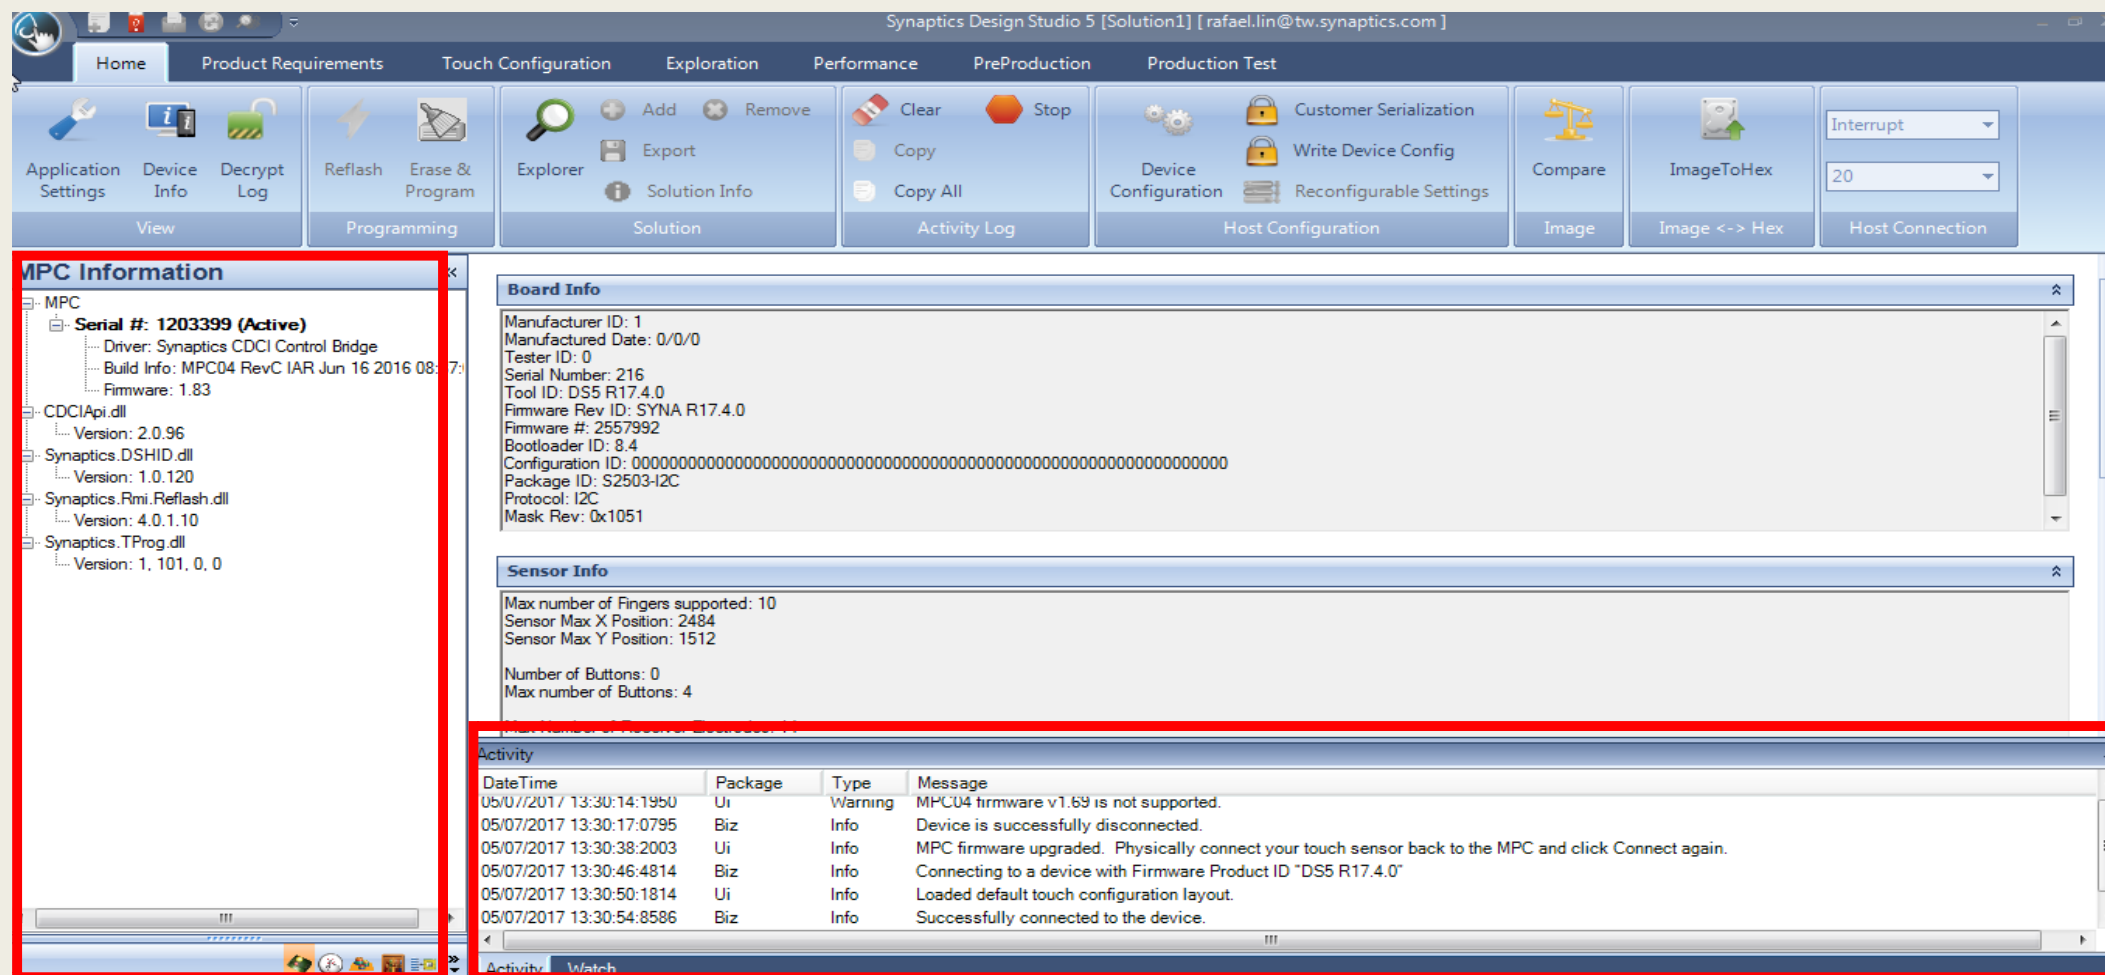 Synaptics Design Studio 5 [Solution1] [ rafael.lin@tw.synaptics.com ]
Home Product Requirements Touch Configuration Exploration Performance PreProduction Production Test
Application Settings
Device Info
Decrypt Log
View
Reflash
Erase & Program
Programming
Explorer
Add
Remove
Export
Solution Info
Solution
Clear
Stop
Copy
Copy All
Activity Log
Device Configuration
Customer Serialization
Write Device Config
Reconfigurable Settings
Host Configuration
Compare
Image
ImageToHex
Image <-> Hex
Interrupt
20
Host Connection
MPC Information
MPC
Serial #: 1203399 (Active)
Driver: Synaptics CDCI Control Bridge
Build Info: MPC04 RevC IAR Jun 16 2016 08: 7:
Firmware: 1.83
CDCIApi.dll
Version: 2.0.96
Synaptics.DSHID.dll
Version: 1.0.120
Synaptics.Rmi.Reflash.dll
Version: 4.0.1.10
Synaptics.TProg.dll
Version: 1, 101, 0, 0
Board Info
Manufacturer ID: 1
Manufactured Date: 0/0/0
Tester ID: 0
Serial Number: 216
Tool ID: DS5 R17.4.0
Firmware Rev ID: SYNA R17.4.0
Firmware #: 2557992
Bootloader ID: 8.4
Configuration ID: 0000000000000000000000000000000000000000000000000000000000000000
Package ID: S2503-I2C
Protocol: I2C
Mask Rev: 0x1051
Sensor Info
Max number of Fingers supported: 10
Sensor Max X Position: 2484
Sensor Max Y Position: 1512
Number of Buttons: 0
Max number of Buttons: 4
Activity
DateTime Package Type Message
05/07/2017 13:30:14:1950 Ui Warning MPC04 firmware v1.69 is not supported.
05/07/2017 13:30:17:0795 Biz Info Device is successfully disconnected.
05/07/2017 13:30:38:2003 Ui Info MPC firmware upgraded. Physically connect your touch sensor back to the MPC and click Connect again.
05/07/2017 13:30:46:4814 Biz Info Connecting to a device with Firmware Product ID "DS5 R17.4.0"
05/07/2017 13:30:50:1814 Ui Info Loaded default touch configuration layout.
05/07/2017 13:30:54:8586 Biz Info Successfully connected to the device.
Activity Watch